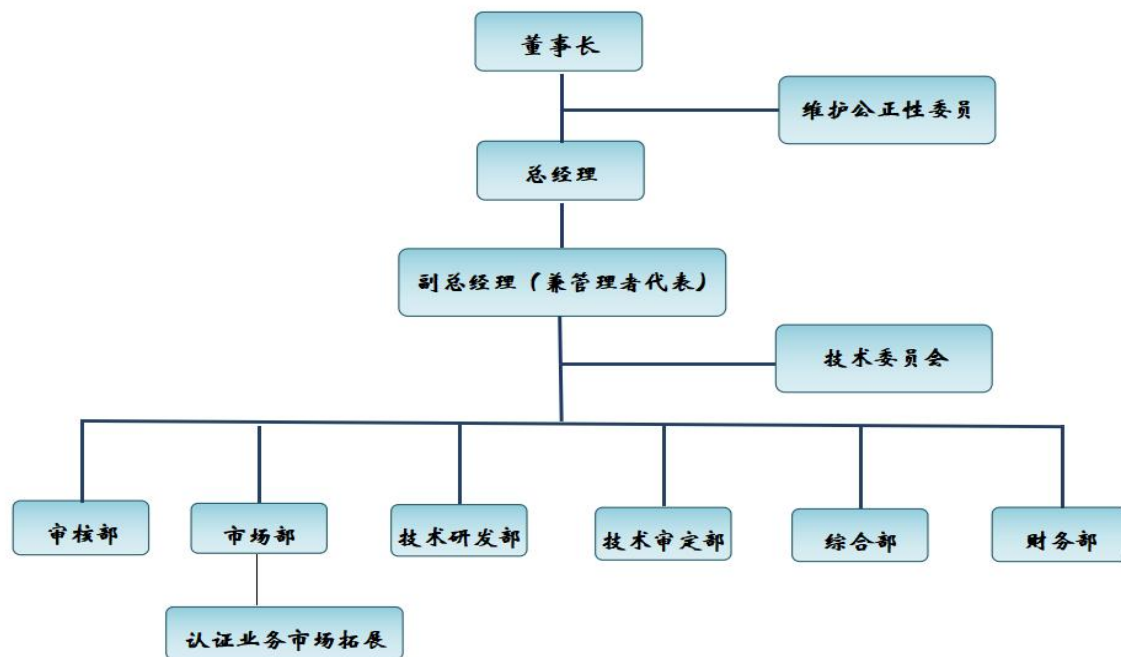 董事长
维护公正性委员
总经理
副总经理（兼管理者代表）
技术委员会
审核部
市场部
技术研发部
技术审定部
综合部
财务部
认证业务市场拓展